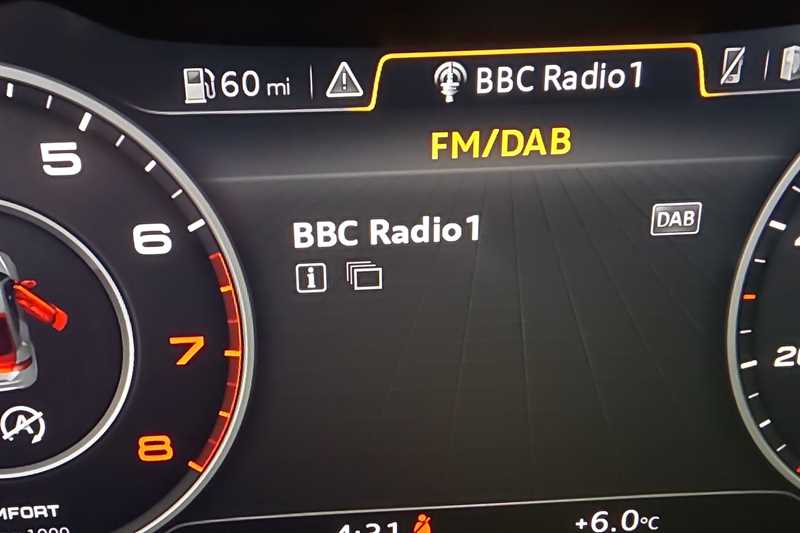 60 mi
BBC Radio1
FM/DAB
BBC Radio1
DAB
i
5
6
7
8
A
+6.0°C